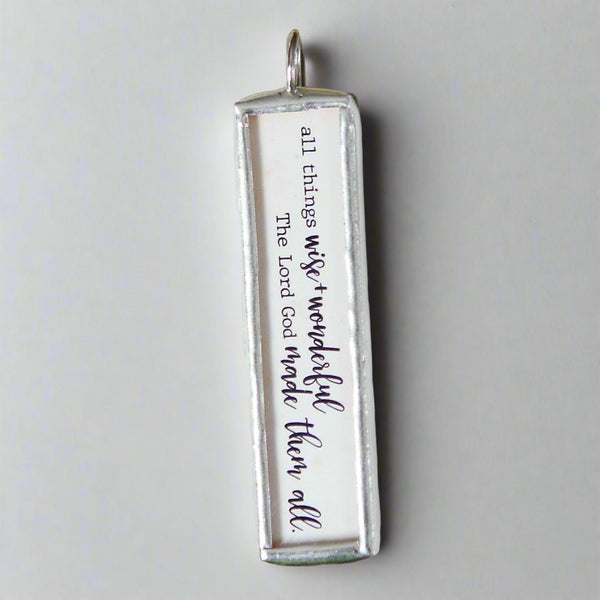 all things wise + wonderful
The Lord God made them all.